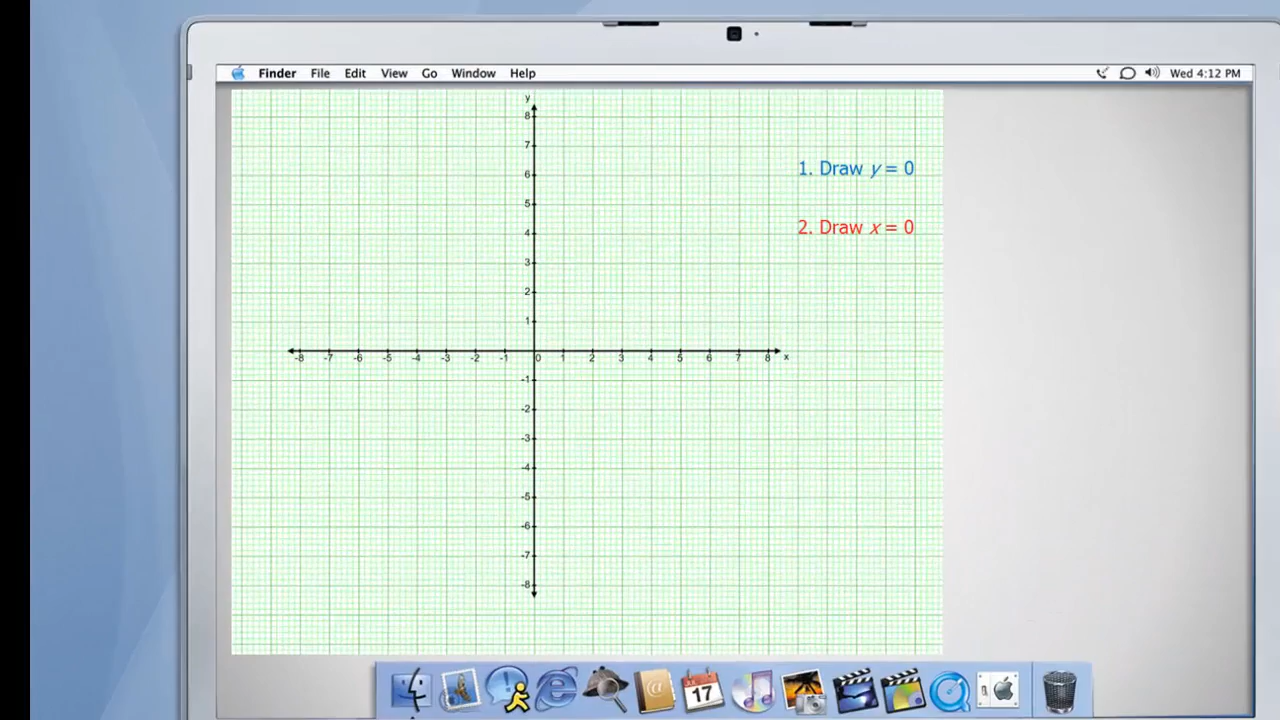 Finder File Edit View Go Window Help Wed 4:12 PM
y
8
7
1. Draw y = 0
6
5
2. Draw x = 0
4
3
2
1
-8 -7 -6 -5 -4 -3 -2 -1 0 1 2 3 4 5 6 7 8 x
-1
-2
-3
-4
-5
-6
-7
-8
JUL
17